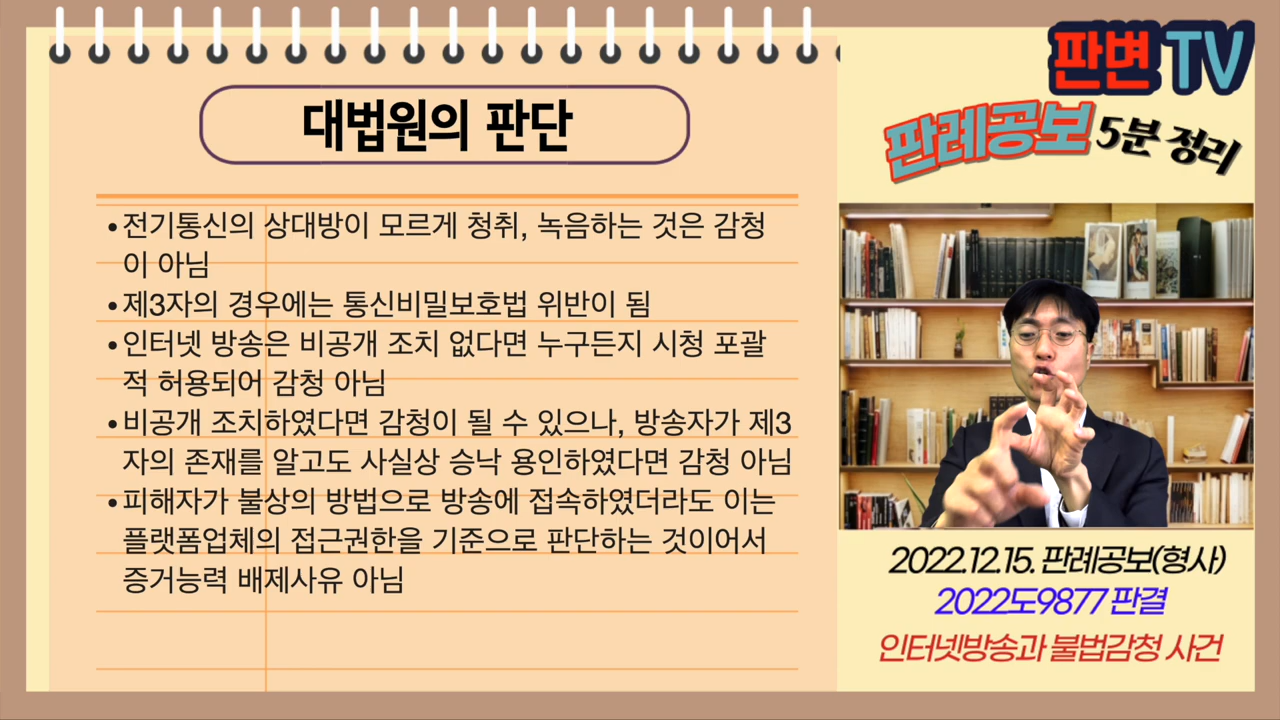 대법원의 판단
•전기통신의 상대방이 모르게 청취, 녹음하는 것은 감청
이 아님
•제3자의 경우에는 통신비밀보호법 위반이 됨
•인터넷 방송은 비공개 조치 없다면 누구든지 시청 포괄
적 허용되어 감청 아님
•비공개 조치하였다면 감청이 될 수 있으나, 방송자가 제3
자의 존재를 알고도 사실상 승낙 용인하였다면 감청 아님
•피해자가 불상의 방법으로 방송에 접속하였더라도 이는
플랫폼업체의 접근권한을 기준으로 판단하는 것이어서
증거능력 배제사유 아님
판변 TV
판례공보 5분 정리
2022.12.15. 판례공보(형사)
2022도9877 판결
인터넷방송과 불법감청 사건